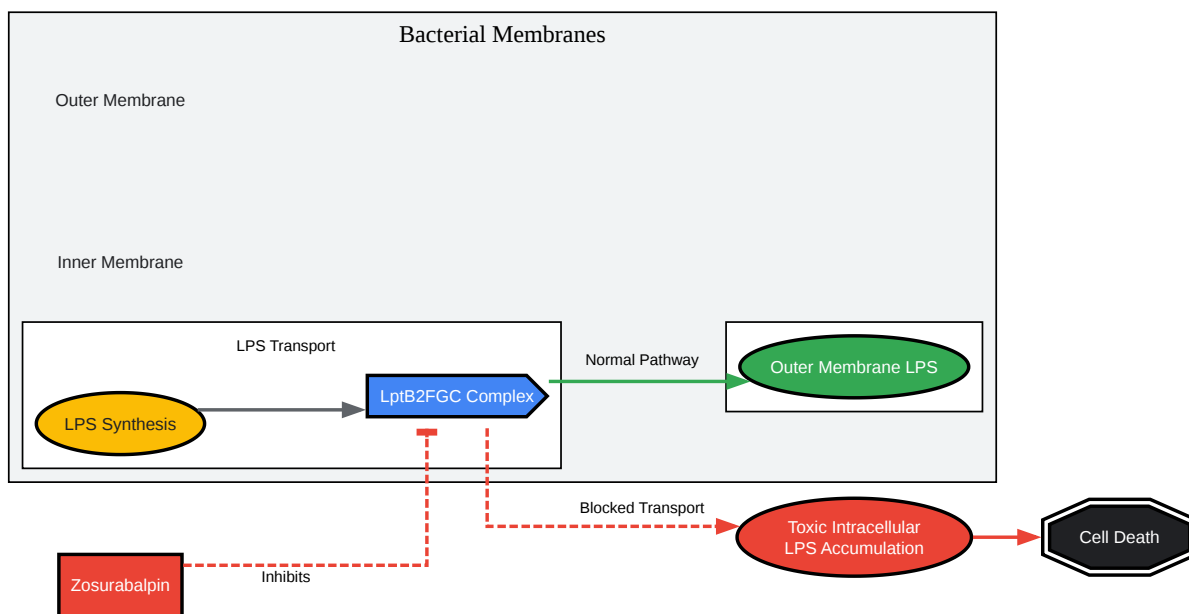 Bacterial Membranes
Outer Membrane
Inner Membrane
LPS Transport
Normal Pathway
Outer Membrane LPS
LptB2FGC Complex
LPS Synthesis
Blocked Transport
Toxic Intracellular
LPS Accumulation
Cell Death
Zosurabalpin
Inhibits